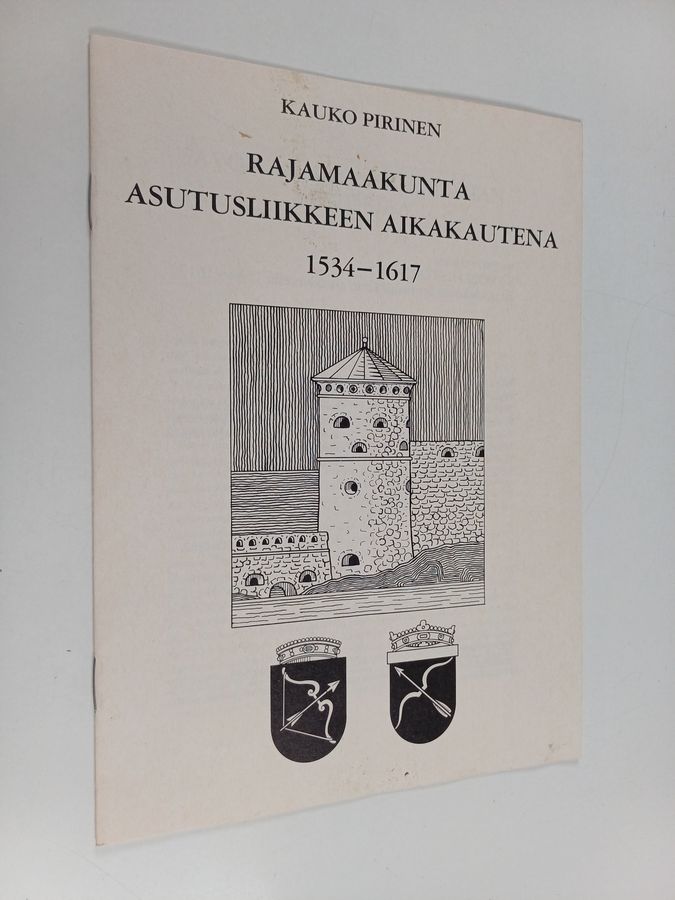 KAUKO PIRINEN
RAJAMAAKUNTA
ASUTUSLIIKKEEN AIKAKAUTENA
1534–1617